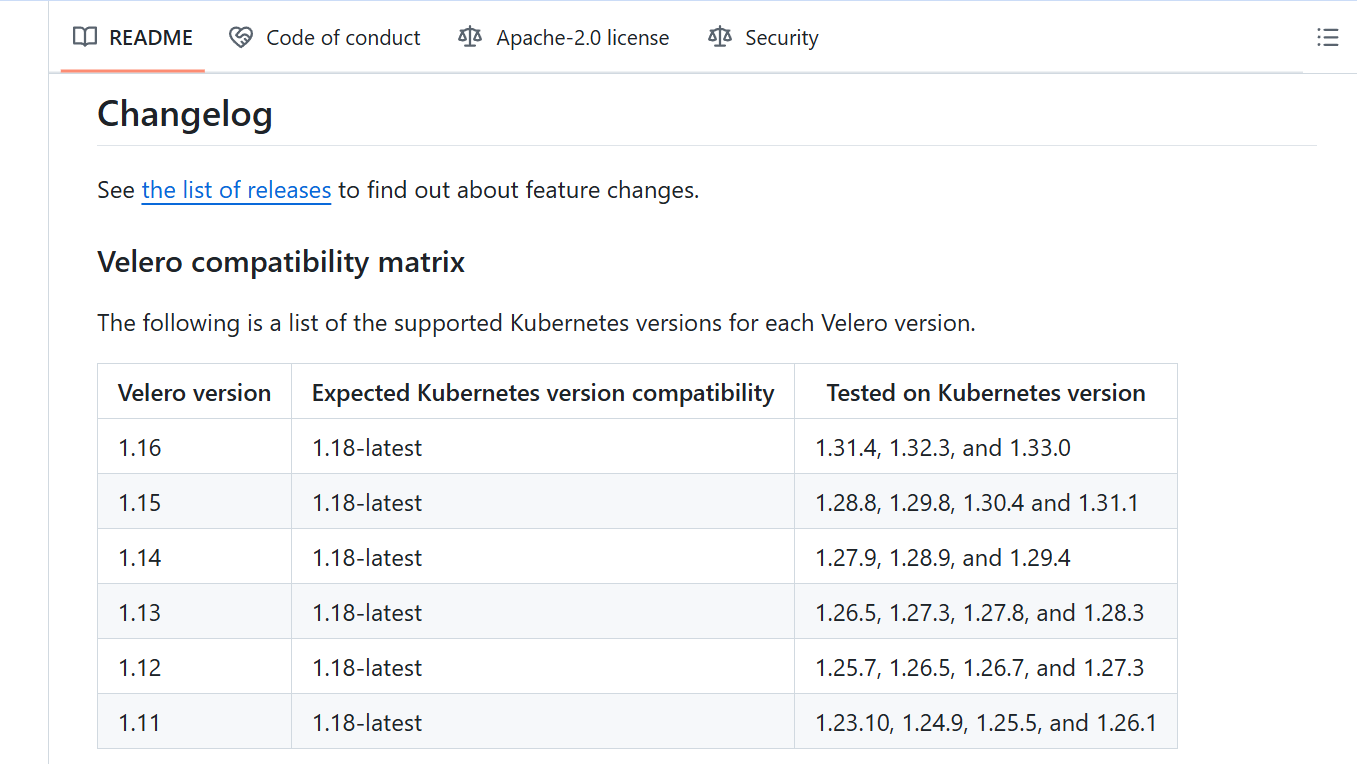 README Code of conduct Apache-2.0 license Security
Changelog
See the list of releases to find out about feature changes.
Velero compatibility matrix
The following is a list of the supported Kubernetes versions for each Velero version.
Velero version Expected Kubernetes version compatibility Tested on Kubernetes version
1.16 1.18-latest 1.31.4, 1.32.3, and 1.33.0
1.15 1.18-latest 1.28.8, 1.29.8, 1.30.4 and 1.31.1
1.14 1.18-latest 1.27.9, 1.28.9, and 1.29.4
1.13 1.18-latest 1.26.5, 1.27.3, 1.27.8, and 1.28.3
1.12 1.18-latest 1.25.7, 1.26.5, 1.26.7, and 1.27.3
1.11 1.18-latest 1.23.10, 1.24.9, 1.25.5, and 1.26.1